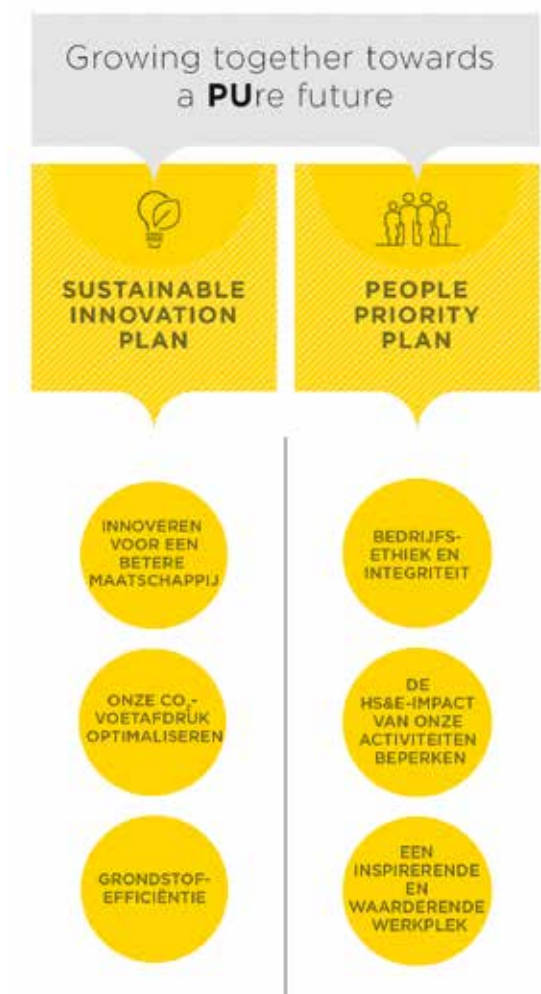 Growing together towards
a PUre future
SUSTAINABLE
INNOVATION
PLAN
INNOVEREN
VOOR EEN
BETERE
MAATSCHAPPIJ
ONZE CO₂-
VOETAFDRUK
OPTIMALISEREN
GRONDSTOF-
EFFICIËNTIE
PEOPLE
PRIORITY
PLAN
BEDRIJFS-
ETHIEK EN
INTEGRITEIT
DE
HS&E-IMPACT
VAN ONZE
ACTIVITEITEN
BEPERKEN
EEN
INSPIRERENDE
EN
WAARDERENDE
WERKPLEK